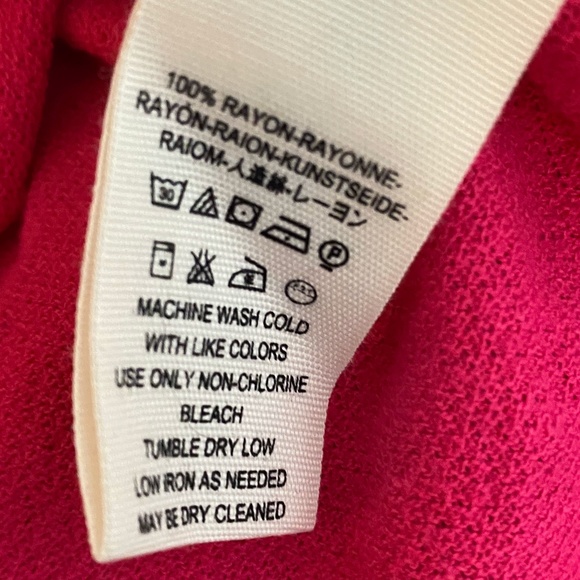 100% RAYON-RAYONNE-
RAYÓN-RAION-KUNSTSEIDE-
RAIOM-人造絲-レーヨン
30
P
MACHINE WASH COLD
WITH LIKE COLORS
USE ONLY NON-CHLORINE
BLEACH
TUMBLE DRY LOW
LOW IRON AS NEEDED
MAY BE DRY CLEANED